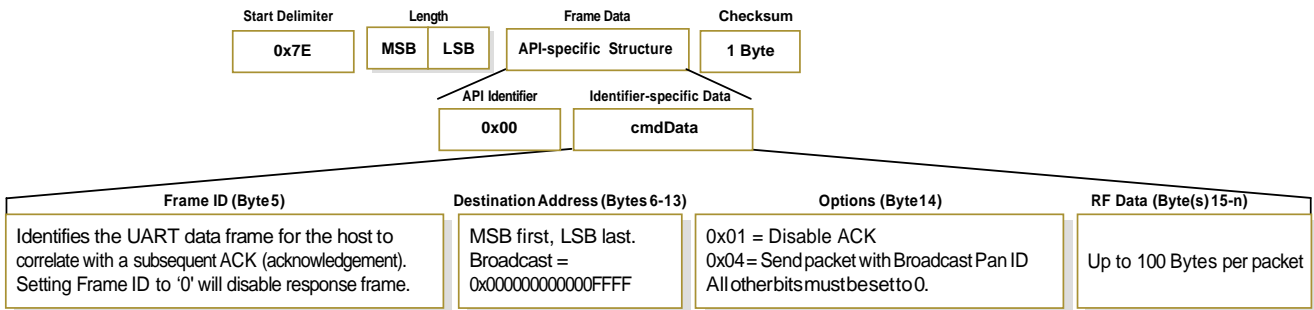 Start Delimiter Length Frame Data Checksum
0x7E MSB LSB API-specific Structure 1 Byte
API Identifier Identifier-specific Data
0x00 cmdData
Frame ID (Byte 5) Destination Address (Bytes 6-13) Options (Byte 14) RF Data (Byte(s) 15-n)
Identifies the UART data frame for the host to
correlate with a subsequent ACK (acknowledgement).
Setting Frame ID to ‘0' will disable response frame.
MSB first, LSB last.
Broadcast =
0x000000000000FFFF
0x01 = Disable ACK
0x04 = Send packet with Broadcast Pan ID
All other bits must be set to 0.
Up to 100 Bytes per packet